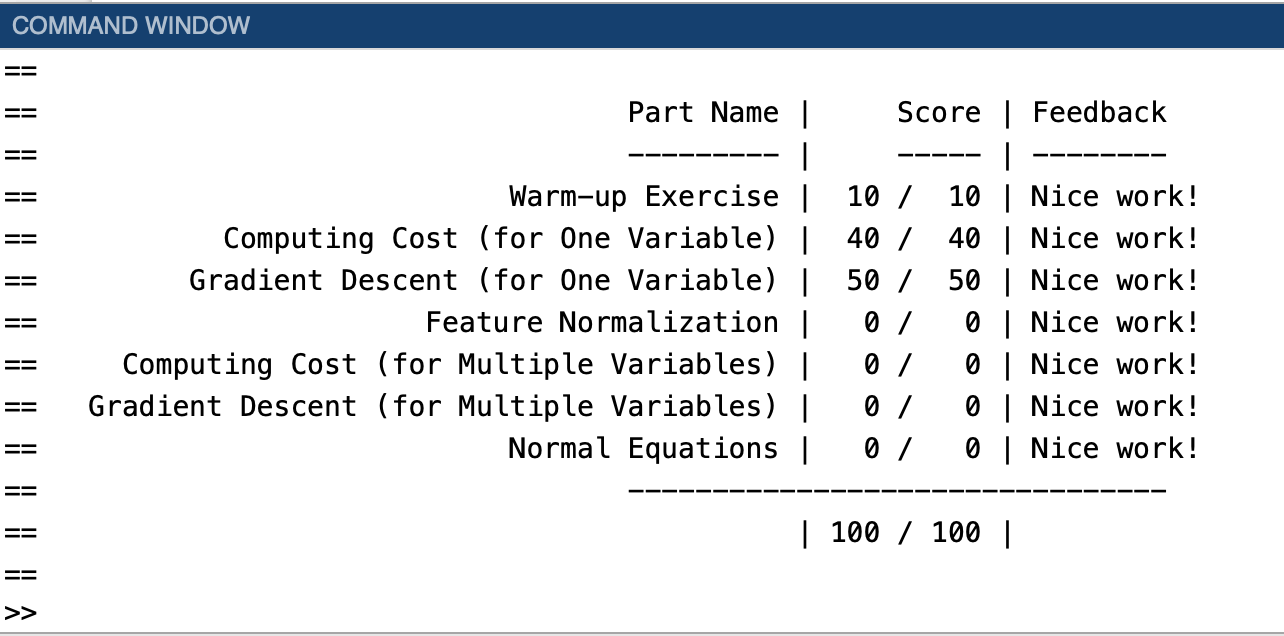 COMMAND WINDOW
==
== Part Name | Score | Feedback
== --------- | ----- | --------
== Warm-up Exercise | 10 / 10 | Nice work!
== Computing Cost (for One Variable) | 40 / 40 | Nice work!
== Gradient Descent (for One Variable) | 50 / 50 | Nice work!
== Feature Normalization | 0 / 0 | Nice work!
== Computing Cost (for Multiple Variables) | 0 / 0 | Nice work!
== Gradient Descent (for Multiple Variables) | 0 / 0 | Nice work!
== Normal Equations | 0 / 0 | Nice work!
== --------------------------------
== | 100 / 100 |
==
>>